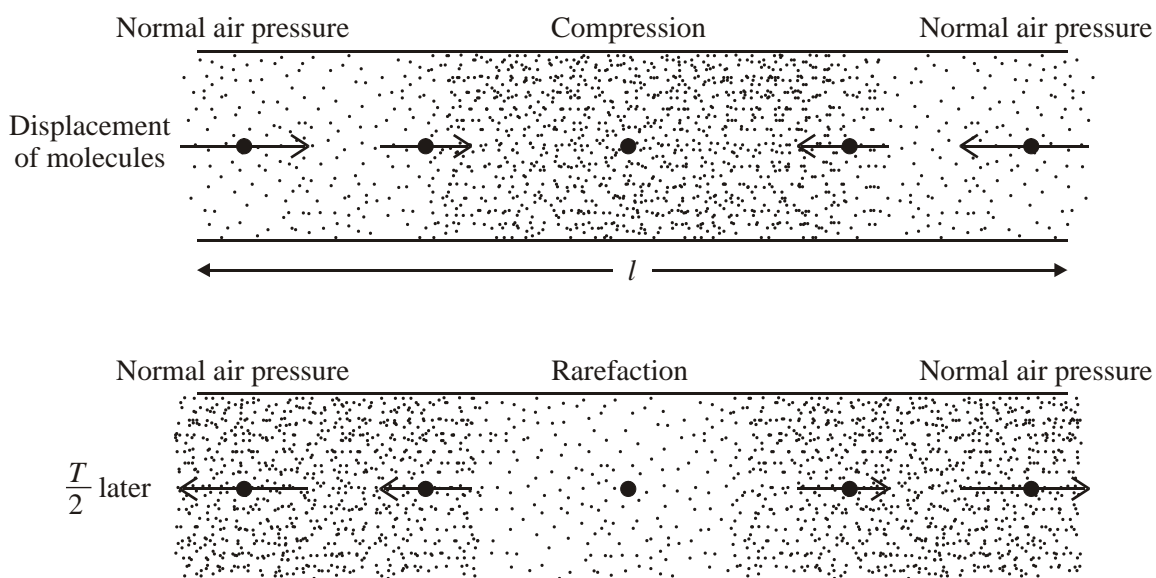 Normal air pressure Compression Normal air pressure
Displacement
of molecules
l
Normal air pressure Rarefaction Normal air pressure
T/2 later